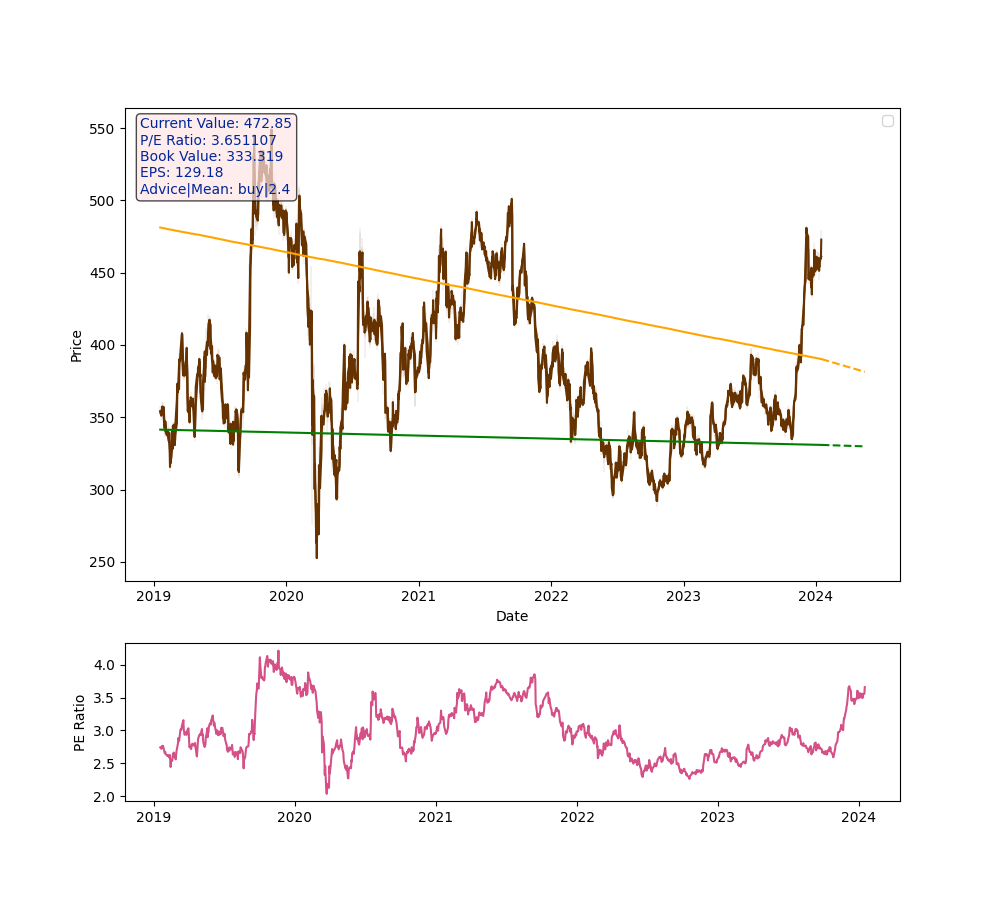 Current Value: 472.85
P/E Ratio: 3.651107
Book Value: 333.319
EPS: 129.18
Advice|Mean: buy|2.4
550
500
450
400
350
300
250
Price
2019 2020 2021 2022 2023 2024
Date
4.0
3.5
3.0
2.5
2.0
PE Ratio
2019 2020 2021 2022 2023 2024